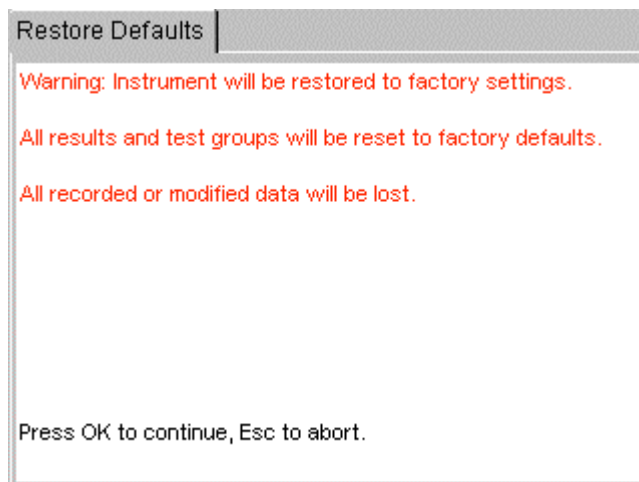 Restore Defaults
Warning: Instrument will be restored to factory settings.
All results and test groups will be reset to factory defaults.
All recorded or modified data will be lost.
Press OK to continue, Esc to abort.